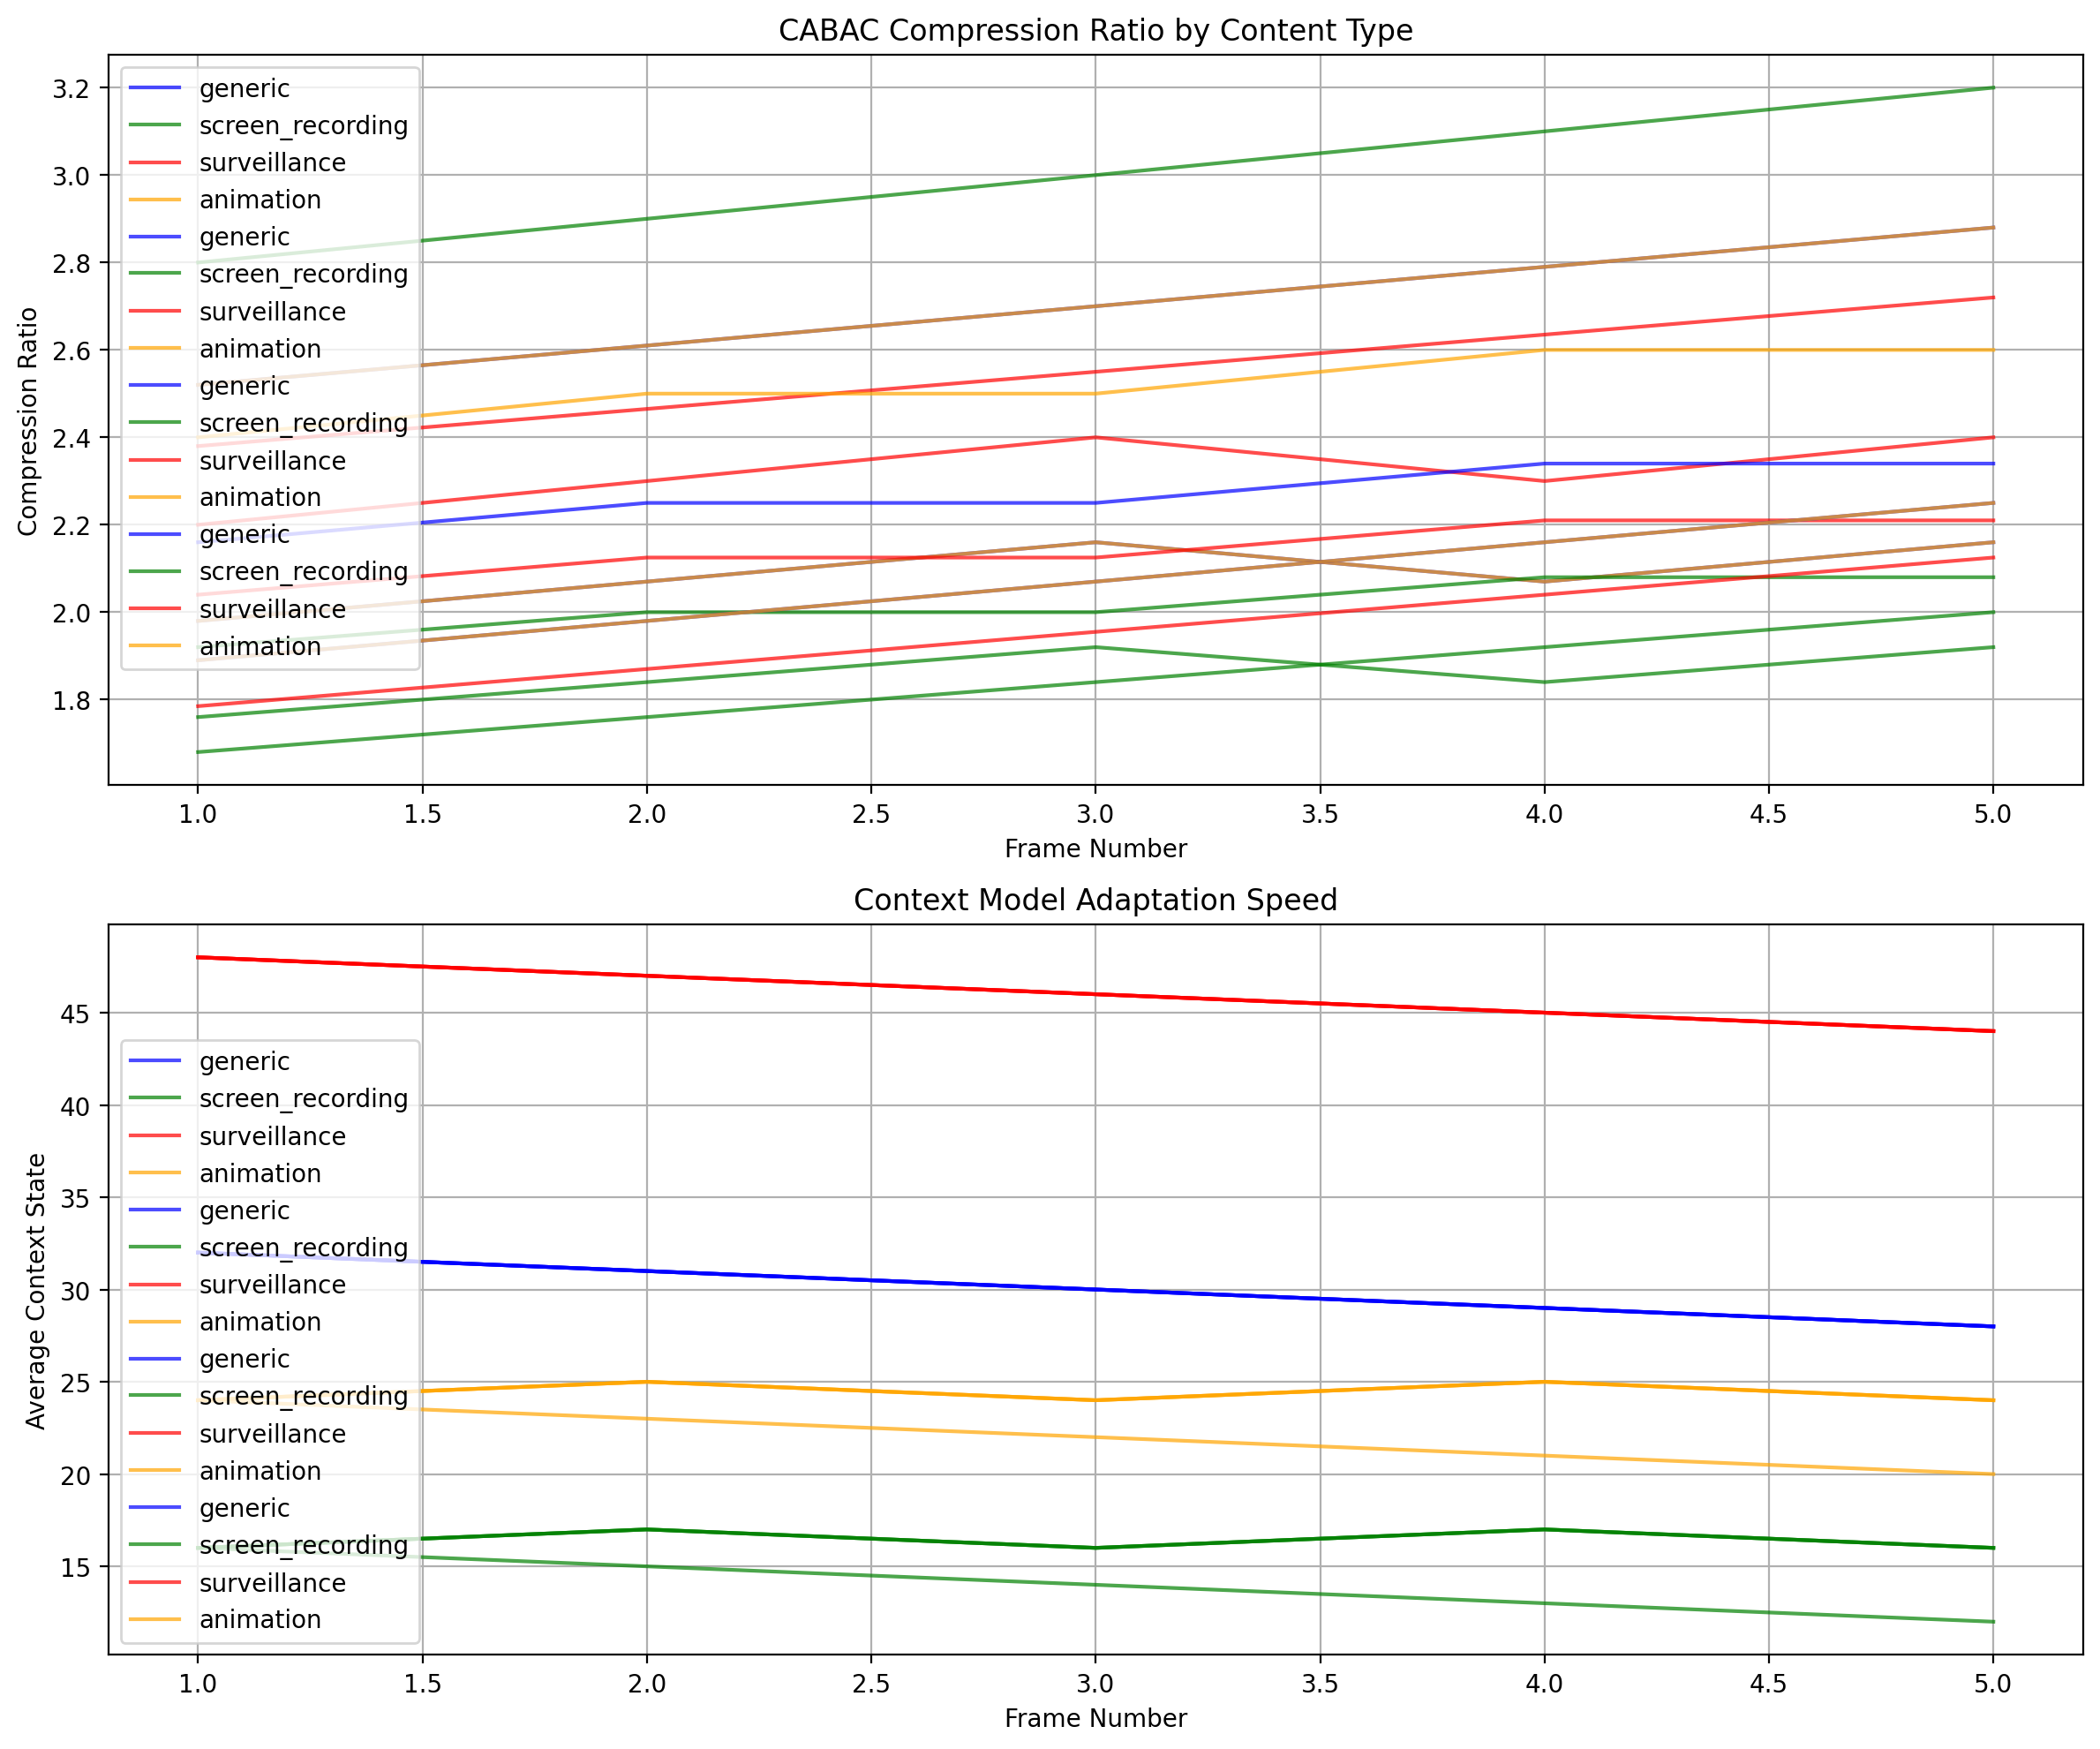 CABAC Compression Ratio by Content Type
3.2
3.0
2.8
2.6
2.4
2.2
2.0
1.8
Compression Ratio
generic
screen_recording
surveillance
animation
generic
screen_recording
surveillance
animation
generic
screen_recording
surveillance
animation
generic
screen_recording
surveillance
animation
1.0 1.5 2.0 2.5 3.0 3.5 4.0 4.5 5.0
Frame Number
Context Model Adaptation Speed
45
40
35
30
25
20
15
Average Context State
generic
screen_recording
surveillance
animation
generic
screen_recording
surveillance
animation
generic
screen_recording
surveillance
animation
generic
screen_recording
surveillance
animation
1.0 1.5 2.0 2.5 3.0 3.5 4.0 4.5 5.0
Frame Number